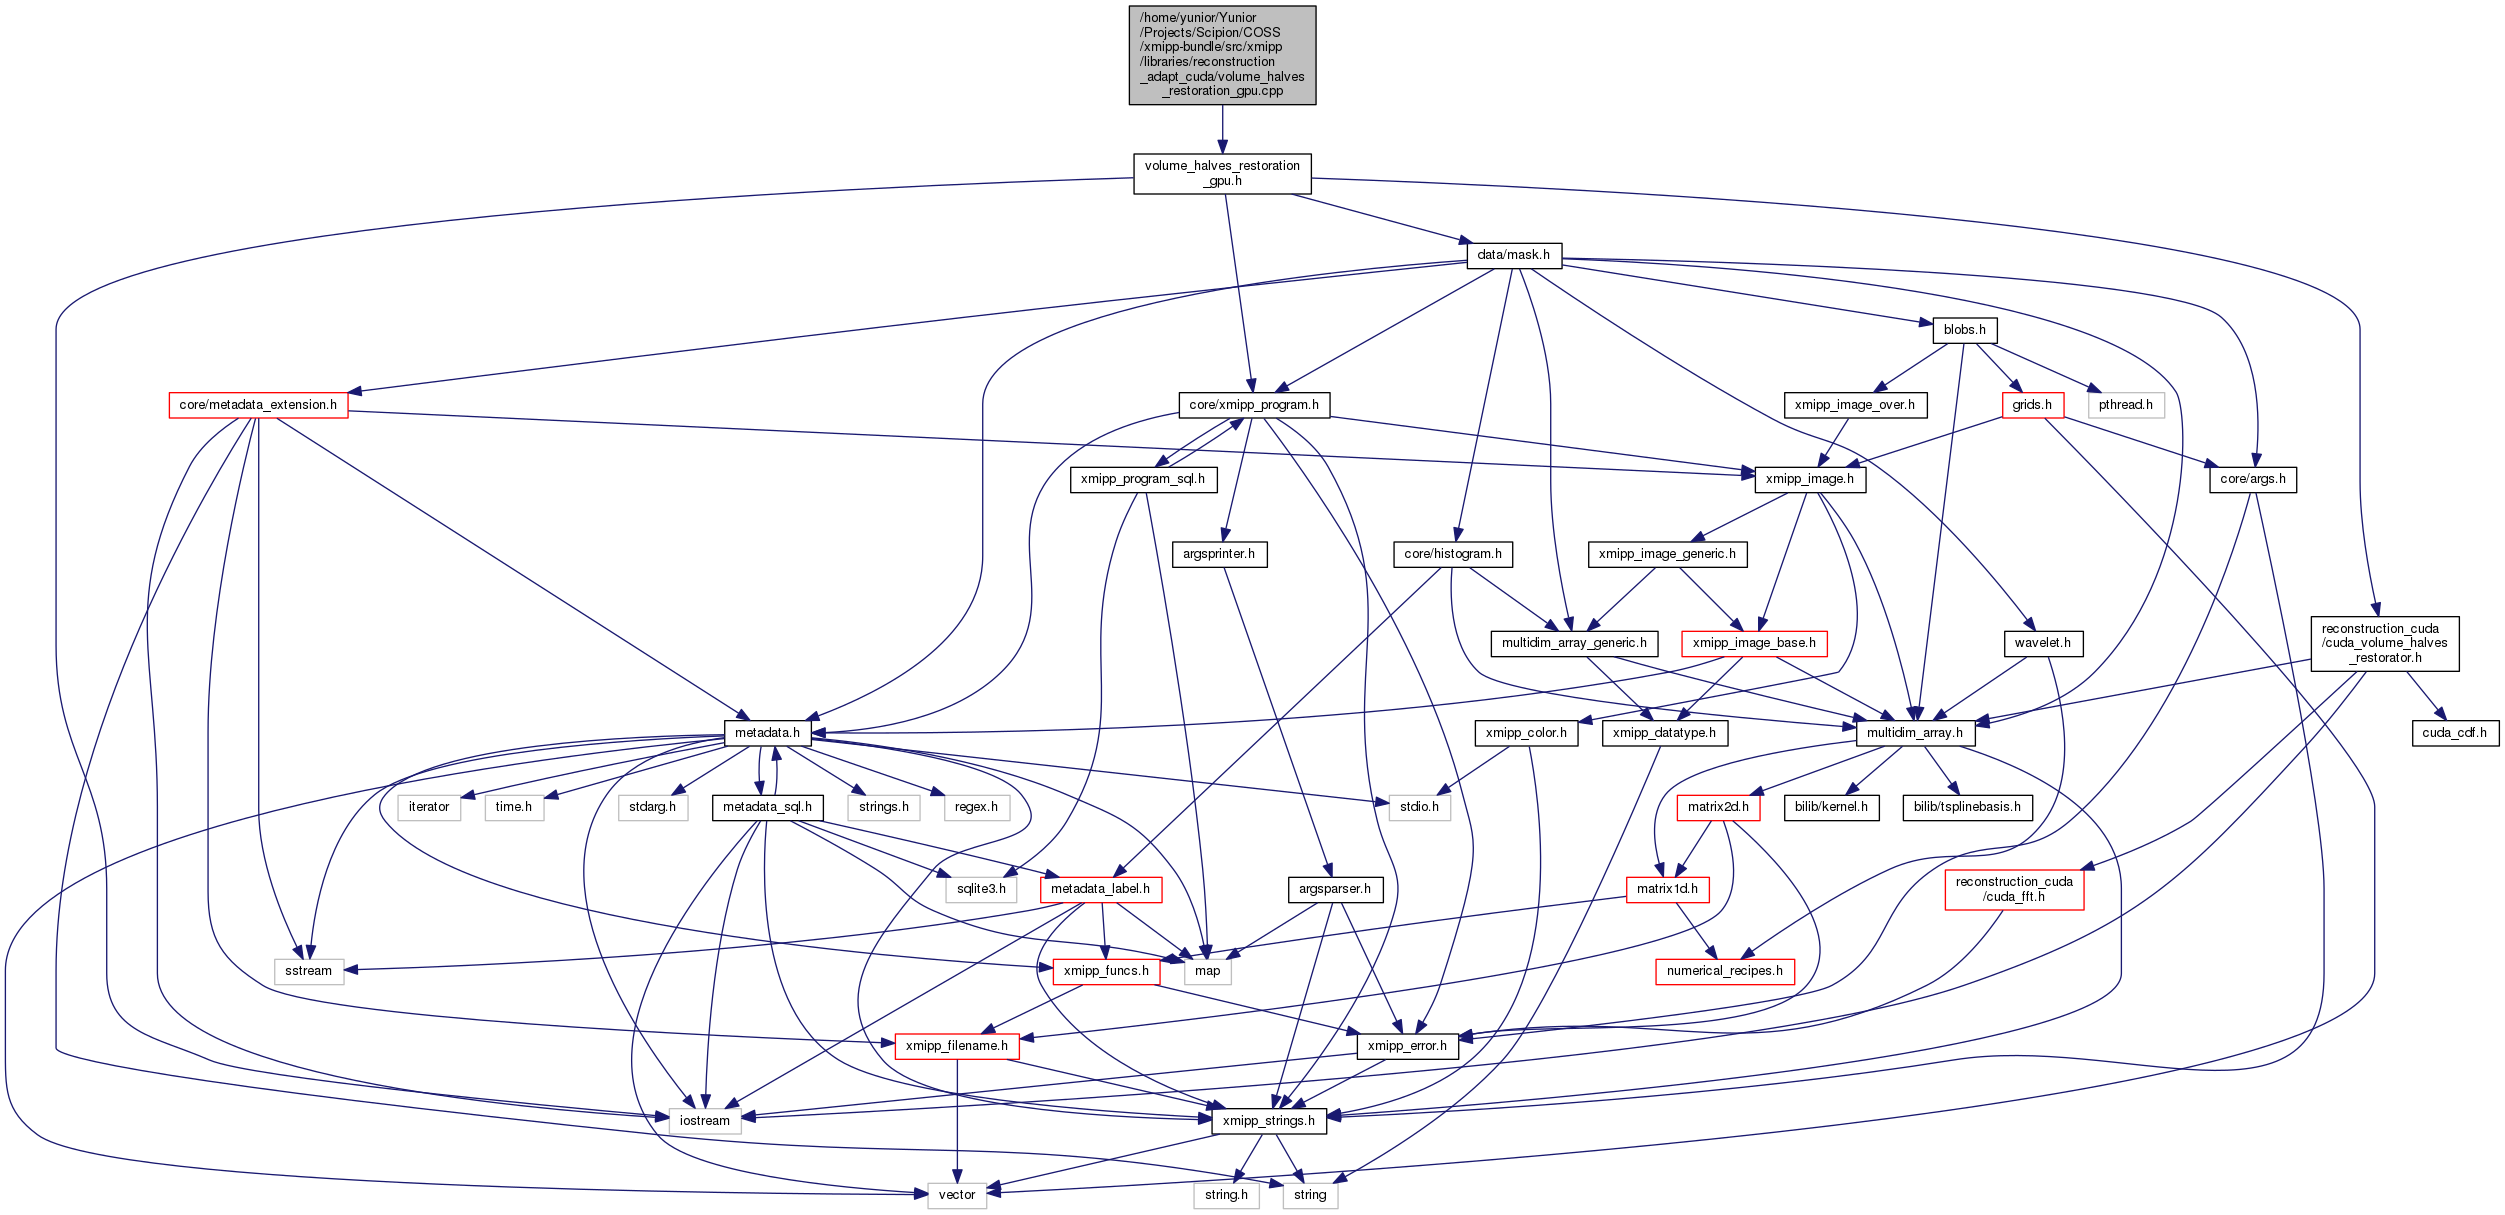 /home/yunior/Yunior
/Projects/Scipion/COSS
/xmipp-bundle/src/xmipp
/libraries/reconstruction
_adapt_cuda/volume_halves
_restoration_gpu.cpp
volume_halves_restoration
_gpu.h
data/mask.h
blobs.h
core/metadata_extension.h
core/xmipp_program.h
xmipp_image_over.h
grids.h
pthread.h
xmipp_program_sql.h
xmipp_image.h
core/args.h
argsprinter.h
core/histogram.h
xmipp_image_generic.h
multidim_array_generic.h
xmipp_image_base.h
wavelet.h
reconstruction_cuda
/cuda_volume_halves
_restorator.h
metadata.h
xmipp_color.h
xmipp_datatype.h
multidim_array.h
cuda_cdf.h
iterator
time.h
stdarg.h
metadata_sql.h
strings.h
regex.h
stdio.h
matrix2d.h
bilib/kernel.h
bilib/tsplinebasis.h
sqlite3.h
metadata_label.h
argsparser.h
matrix1d.h
reconstruction_cuda
/cuda_fft.h
sstream
xmipp_funcs.h
map
numerical_recipes.h
xmipp_filename.h
xmipp_error.h
iostream
xmipp_strings.h
vector
string.h
string